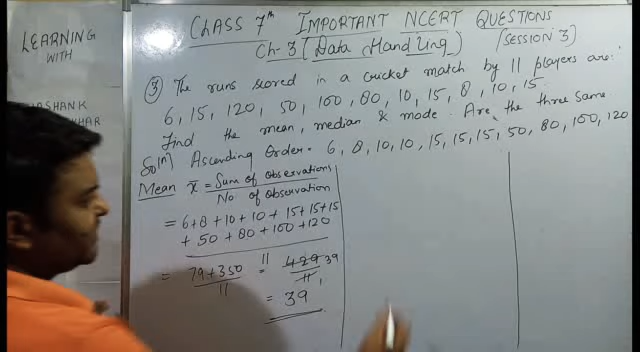 LEARNING
WITH
SHANK
HAR
CLASS 7th IMPORTANT NCERT QUESTIONS
Ch-3 (Data Handling) (SESSION 3)
③ The runs scored in a cricket match by 11 players are:
6, 15, 120, 50, 100, 80, 10, 15, 8, 10, 15.
Find the mean, median & mode. Are the three same
Solⁿ) Ascending Order - 6, 8, 10, 10, 15, 15, 15, 50, 80, 100, 120
Mean x̄ = Sum of observations
No of observation
= 6+8+10+10+15+15+15
+50+80+100+120
11
= 79+350 = 429 39
11 11 1
= 39